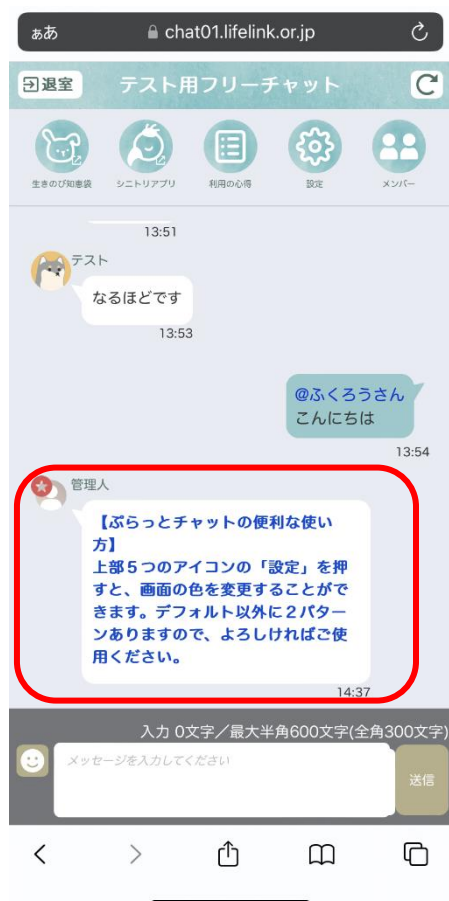 ぁあ chat01.lifelink.or.jp
退室 テスト用フリーチャット
生きのび知恵袋 シニトリアプリ 利用の心得 設定 メンバー
13:51
テスト
なるほどです
13:53
@ふくろうさん
こんにちは
13:54
管理人
【ぷらっとチャットの便利な使い
方】
上部５つのアイコンの「設定」を押
すと、画面の色を変更することがで
きます。デフォルト以外に２パター
ンありますので、よろしければご使
用ください。
14:37
入力 0文字／最大半角600文字(全角300文字)
メッセージを入力してください
送信